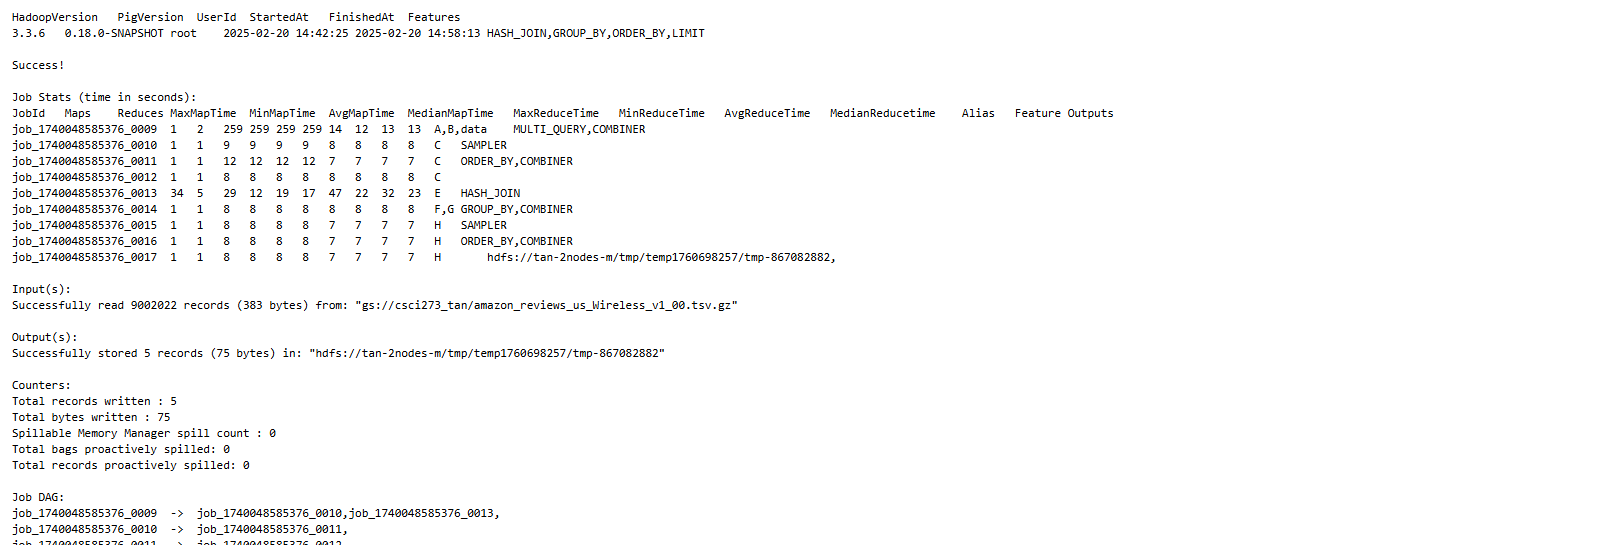 HadoopVersion PigVersion UserId StartedAt FinishedAt Features
3.3.6 0.18.0-SNAPSHOT root 2025-02-20 14:42:25 2025-02-20 14:58:13 HASH_JOIN,GROUP_BY,ORDER_BY,LIMIT
Success!
Job Stats (time in seconds):
JobId Maps Reduces MaxMapTime MinMapTime AvgMapTime MedianMapTime MaxReduceTime MinReduceTime AvgReduceTime MedianReducetime Alias Feature Outputs
job_1740048585376_0009 1 2 259 259 259 259 14 12 13 13 A,B,data MULTI_QUERY,COMBINER
job_1740048585376_0010 1 1 9 9 9 9 8 8 8 8 C SAMPLER
job_1740048585376_0011 1 1 12 12 12 12 7 7 7 7 C ORDER_BY,COMBINER
job_1740048585376_0012 1 1 8 8 8 8 8 8 8 8 C
job_1740048585376_0013 34 5 29 12 19 17 47 22 32 23 E HASH_JOIN
job_1740048585376_0014 1 1 8 8 8 8 8 8 8 8 F,G GROUP_BY,COMBINER
job_1740048585376_0015 1 1 8 8 8 8 7 7 7 7 H SAMPLER
job_1740048585376_0016 1 1 8 8 8 8 7 7 7 7 H ORDER_BY,COMBINER
job_1740048585376_0017 1 1 8 8 8 8 7 7 7 7 H hdfs://tan-2nodes-m/tmp/temp1760698257/tmp-867082882,
Input(s):
Successfully read 9002022 records (383 bytes) from: "gs://csci273_tan/amazon_reviews_us_Wireless_v1_00.tsv.gz"
Output(s):
Successfully stored 5 records (75 bytes) in: "hdfs://tan-2nodes-m/tmp/temp1760698257/tmp-867082882"
Counters:
Total records written : 5
Total bytes written : 75
Spillable Memory Manager spill count : 0
Total bags proactively spilled: 0
Total records proactively spilled: 0
Job DAG:
job_1740048585376_0009 -> job_1740048585376_0010,job_1740048585376_0013,
job_1740048585376_0010 -> job_1740048585376_0011,
job_1740048585376_0011 -> job_1740048585376_0012